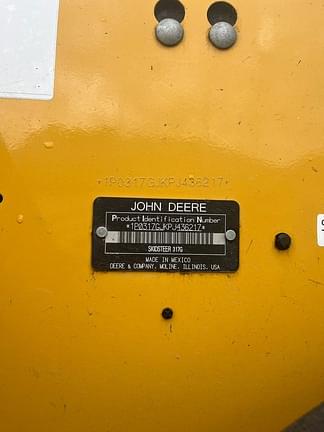 *1P0317GJKPJ436217*
JOHN DEERE
Product Identification Number
*1P0317GJKPJ436217*
SKIDSTEER 317G
MADE IN MEXICO
DEERE & COMPANY, MOLINE, ILLINOIS, USA